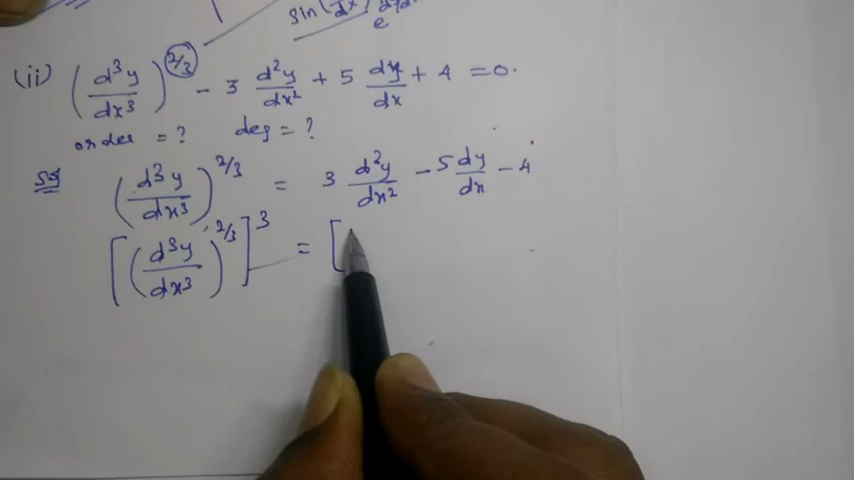 sin(d/dx) e
(ii) (d³y/dx³)^(2/3) - 3 d²y/dx² + 5 dy/dx + 4 = 0.
order = ? deg = ?
Sol (d³y/dx³)^(2/3) = 3 d²y/dx² - 5 dy/dx - 4
[(d³y/dx³)^(2/3)]^3 = [